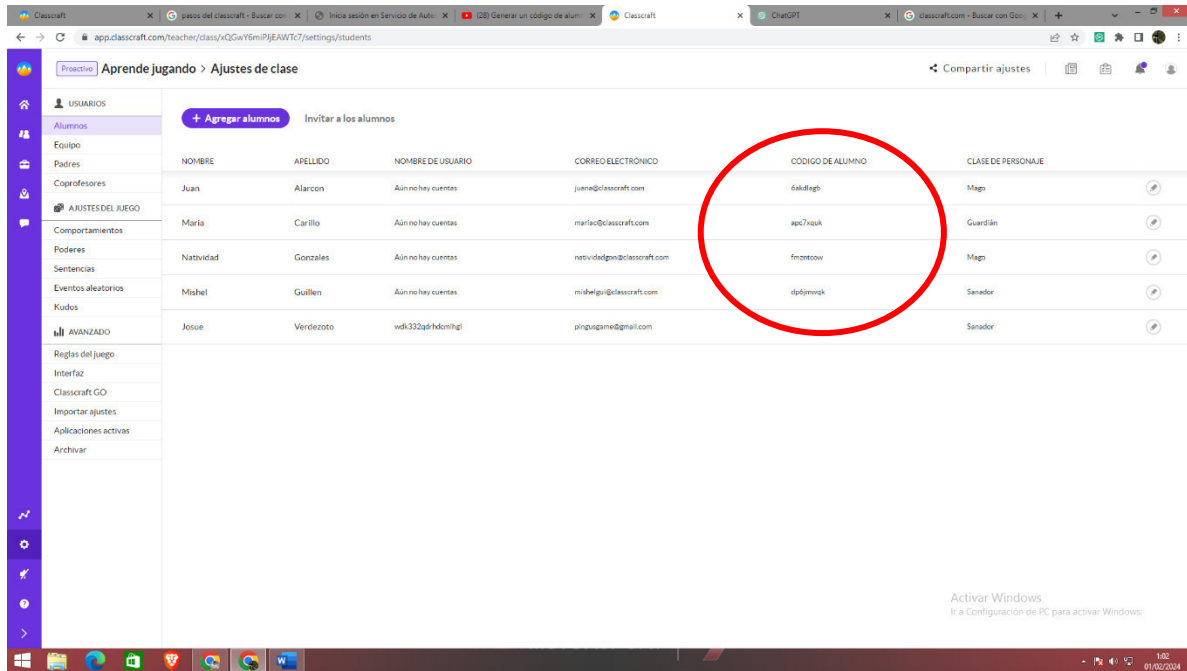 Classcraft
pasos del classcraft - Buscar con
Inicia sesión en Servicio de Auto
(28) Generar un código de alum
Classcraft
ChatGPT
classcraft.com - Buscar con Goog
app.classcraft.com/teacher/class/xQGwY6miPJjEAWTc7/settings/students
Proactivo Aprende jugando > Ajustes de clase
Compartir ajustes
USUARIOS
Alumnos
Equipo
Padres
Coprofesores
AJUSTES DEL JUEGO
Comportamientos
Poderes
Sentencias
Eventos aleatorios
Kudos
AVANZADO
Reglas del juego
Interfaz
Classcraft GO
Importar ajustes
Aplicaciones activas
Archivar
+ Agregar alumnos Invitar a los alumnos
NOMBRE APELLIDO NOMBRE DE USUARIO CORREO ELECTRÓNICO CÓDIGO DE ALUMNO CLASE DE PERSONAJE
Juan Alarcon Aún no hay cuentas juana@classcraft.com 6akdlagb Mago
María Carillo Aún no hay cuentas mariac@classcraft.com apc7xquk Guardián
Natividad Gonzales Aún no hay cuentas natividadgon@classcraft.com fmzntcow Mago
Mishel Guillen Aún no hay cuentas mishelgui@classcraft.com dp6jmwqk Sanador
Josue Verdezoto wdk332qdrhdcmlhgl pingusgame@gmail.com Sanador
Activar Windows
Ir a Configuración de PC para activar Windows.
1:02
01/02/2024